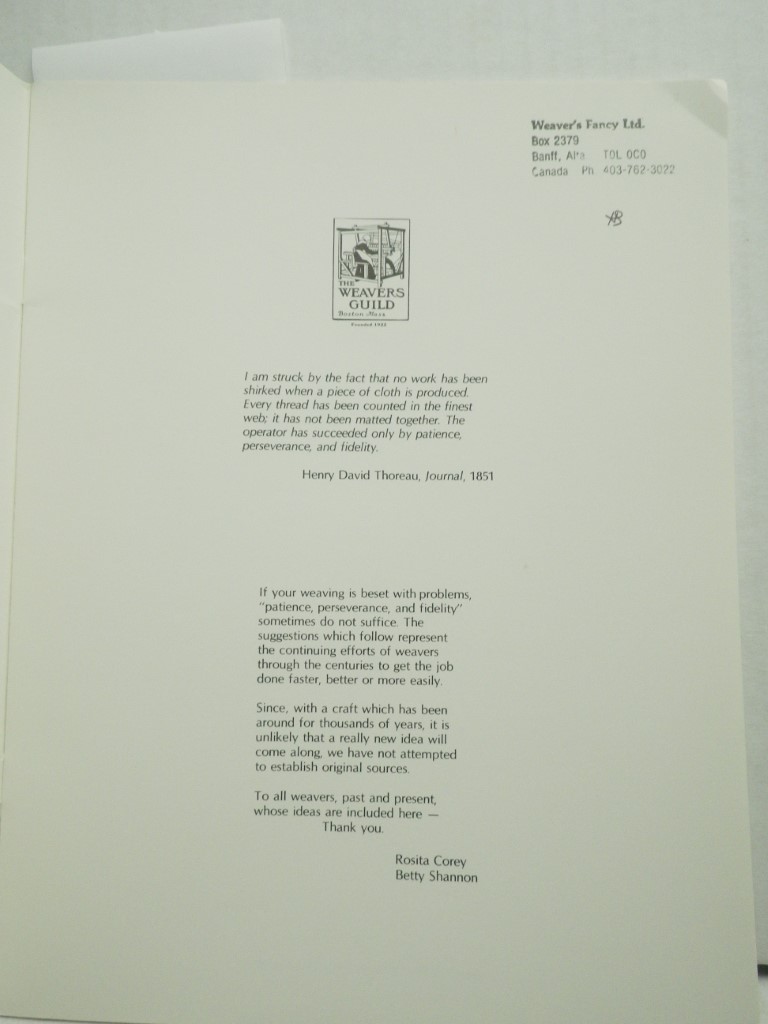 Weaver's Fancy Ltd.
Box 2379
Banff, Alta T0L 0C0
Canada Ph 403-762-3022
THE
WEAVERS
GUILD
Boston Mass
Founded 1922
I am struck by the fact that no work has been
shirked when a piece of cloth is produced.
Every thread has been counted in the finest
web; it has not been matted together. The
operator has succeeded only by patience,
perseverance, and fidelity.
Henry David Thoreau, Journal, 1851
If your weaving is beset with problems,
"patience, perseverance, and fidelity"
sometimes do not suffice. The
suggestions which follow represent
the continuing efforts of weavers
through the centuries to get the job
done faster, better or more easily.
Since, with a craft which has been
around for thousands of years, it is
unlikely that a really new idea will
come along, we have not attempted
to establish original sources.
To all weavers, past and present,
whose ideas are included here —
Thank you.
Rosita Corey
Betty Shannon